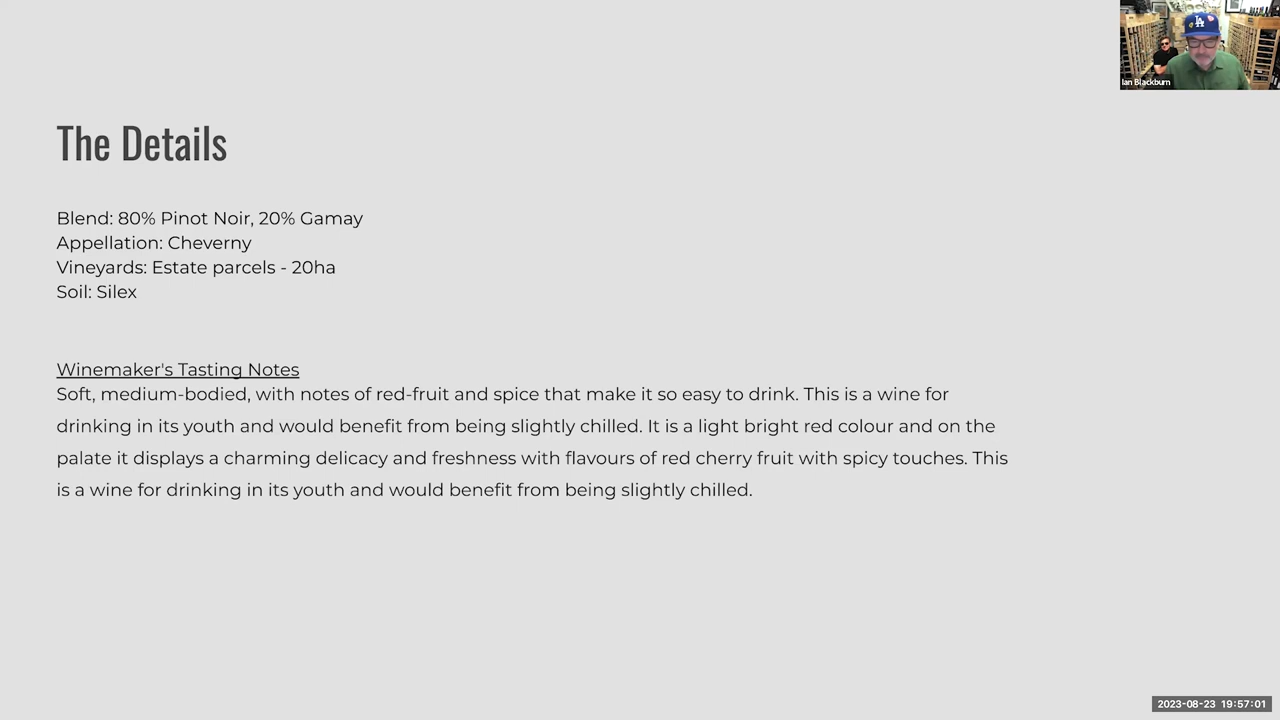 LA
Ian Blackburn
The Details
Blend: 80% Pinot Noir, 20% Gamay
Appellation: Cheverny
Vineyards: Estate parcels - 20ha
Soil: Silex
Winemaker's Tasting Notes
Soft, medium-bodied, with notes of red-fruit and spice that make it so easy to drink. This is a wine for
drinking in its youth and would benefit from being slightly chilled. It is a light bright red colour and on the
palate it displays a charming delicacy and freshness with flavours of red cherry fruit with spicy touches. This
is a wine for drinking in its youth and would benefit from being slightly chilled.
2023-08-23 19:57:01